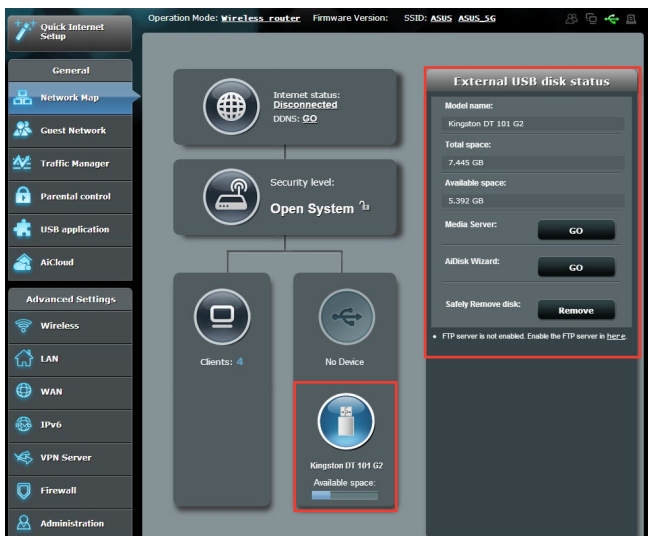 Operation Mode: Wireless router Firmware Version: SSID: ASUS ASUS_5G
Quick Internet
Setup
General
Network Map
Guest Network
Traffic Manager
Parental control
USB application
AiCloud
Advanced Settings
Wireless
LAN
WAN
IPv6
VPN Server
Firewall
Administration
Internet status:
Disconnected
DDNS: GO
Security level:
Open System
Clients: 4
No Device
Kingston DT 101 G2
Available space:
External USB disk status
Model name:
Kingston DT 101 G2
Total space:
7.445 GB
Available space:
5.392 GB
Media Server: GO
AiDisk Wizard: GO
Safely Remove disk: Remove
• FTP server is not enabled. Enable the FTP server in here.